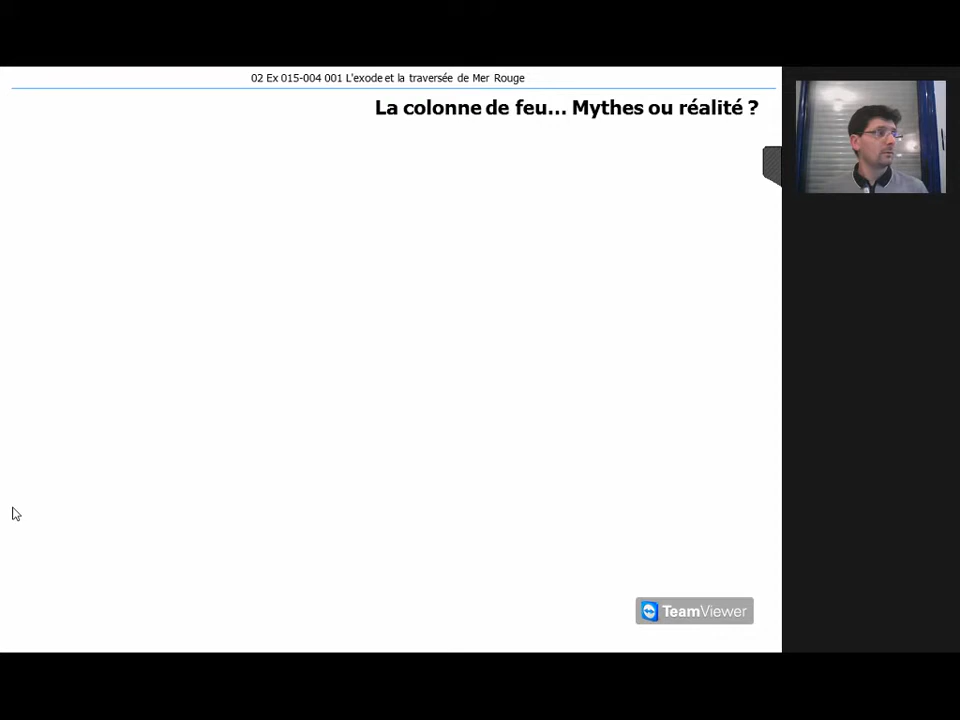 02 Ex 015-004 001 L'exode et la traversée de Mer Rouge
La colonne de feu... Mythes ou réalité ?
TeamViewer